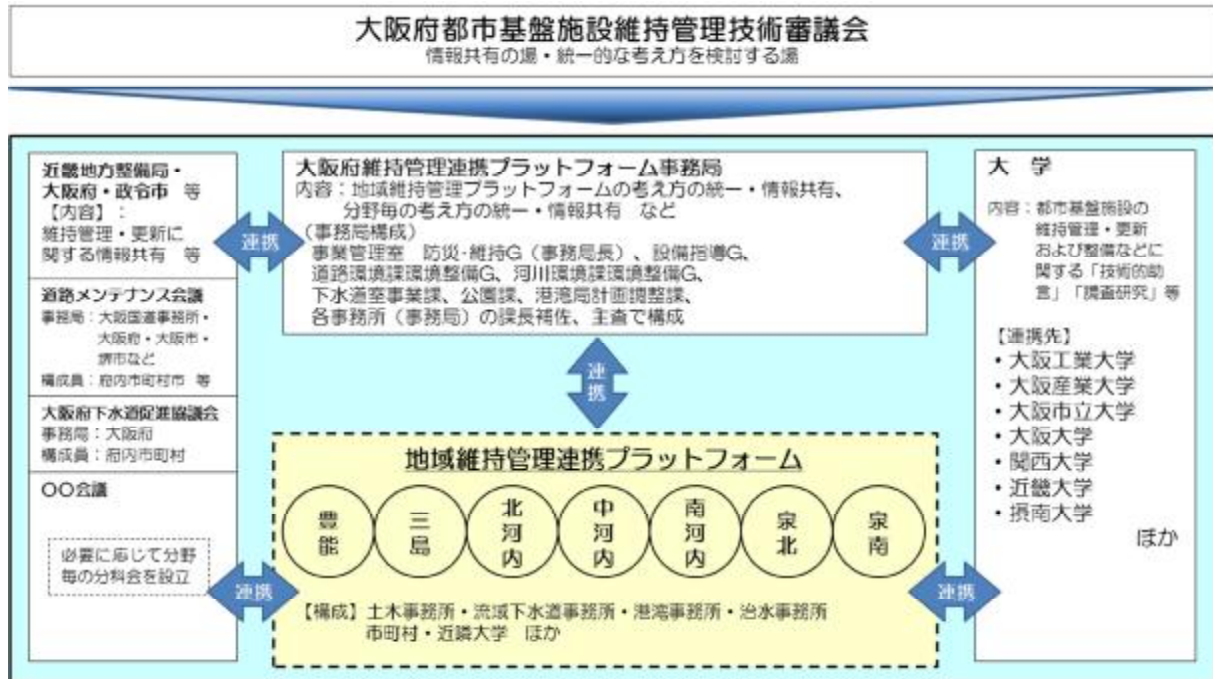 大阪府都市基盤施設維持管理技術審議会
情報共有の場・統一的な考え方を検討する場
近畿地方整備局・
大阪府・政令市 等
【内容】:
維持管理・更新に
関する情報共有 等
道路メンテナンス会議
事務局:大阪国道事務所・
大阪府・大阪市・
堺市など
構成員:府内市町村市 等
大阪府下水道促進協議会
事務局:大阪府
構成員:府内市町村
〇〇会議
必要に応じて分野
毎の分科会を設立
連携
大阪府維持管理連携プラットフォーム事務局
内容:地域維持管理プラットフォームの考え方の統一・情報共有、
分野毎の考え方の統一・情報共有 など
(事務局構成)
事業管理室 防災・維持G(事務局長)、設備指導G、
道路環境課環境整備G、河川環境課環境整備G、
下水道室事業課、公園課、港湾局計画調整課、
各事務所(事務局)の課長補佐、主査で構成
連携
連携
地域維持管理連携プラットフォーム
豊能
三島
北河内
中河内
南河内
泉北
泉南
連携
【構成】土木事務所・流域下水道事務所・港湾事務所・治水事務所
市町村・近隣大学 ほか
連携
大 学
内容:都市基盤施設の
維持管理・更新
および整備などに
関する「技術的助
言」「調査研究」等
【連携先】
・大阪工業大学
・大阪産業大学
・大阪市立大学
・大阪大学
・関西大学
・近畿大学
・摂南大学
ほか